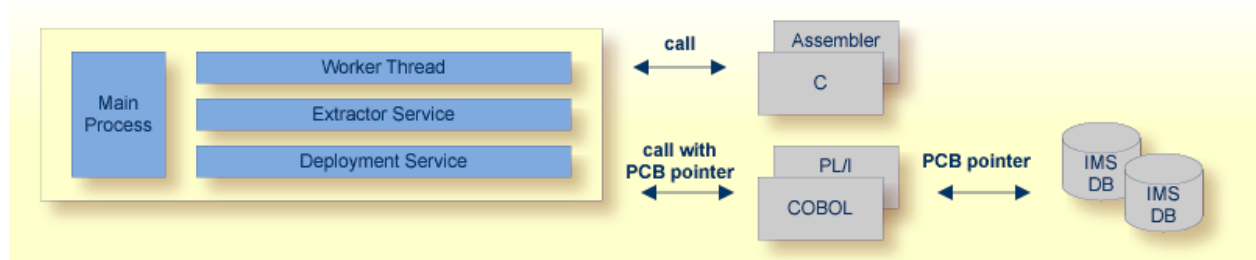 Main
Process
Worker Thread
Extractor Service
Deployment Service
call
Assembler
C
call with
PCB pointer
PL/I
COBOL
PCB pointer
IMS
DB
IMS
DB